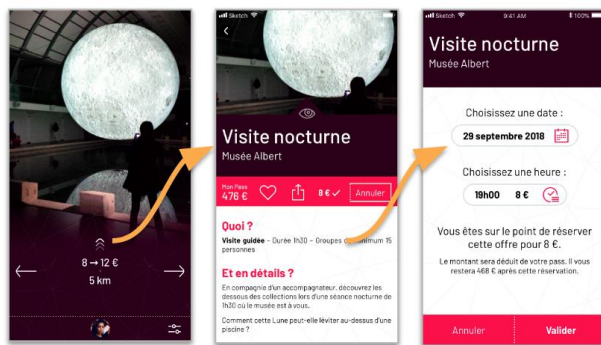 8 → 12 €
5 km
Sketch
Visite nocturne
Musée Albert
Mon Pass
476 €
8 € ✓
Annuler
Quoi ?
Visite guidée - Durée 1h30 - Groupes de minimum 15
personnes
Et en détails ?
En compagnie d'un accompagnateur, découvrez les
dessous des collections lors d'une séance nocturne de
1h30 où le musée est à vous.
Comment cette Lune peut-elle léviter au-dessus d'une
piscine ?
Sketch 9:41 AM 100%
Visite nocturne
Musée Albert
Choisissez une date :
29 septembre 2018
Choisissez une heure :
19h00 8 €
Vous êtes sur le point de réserver
cette offre pour 8 €.
Le montant sera déduit de votre pass. Il vous
restera 468 € après cette réservation.
Annuler Valider